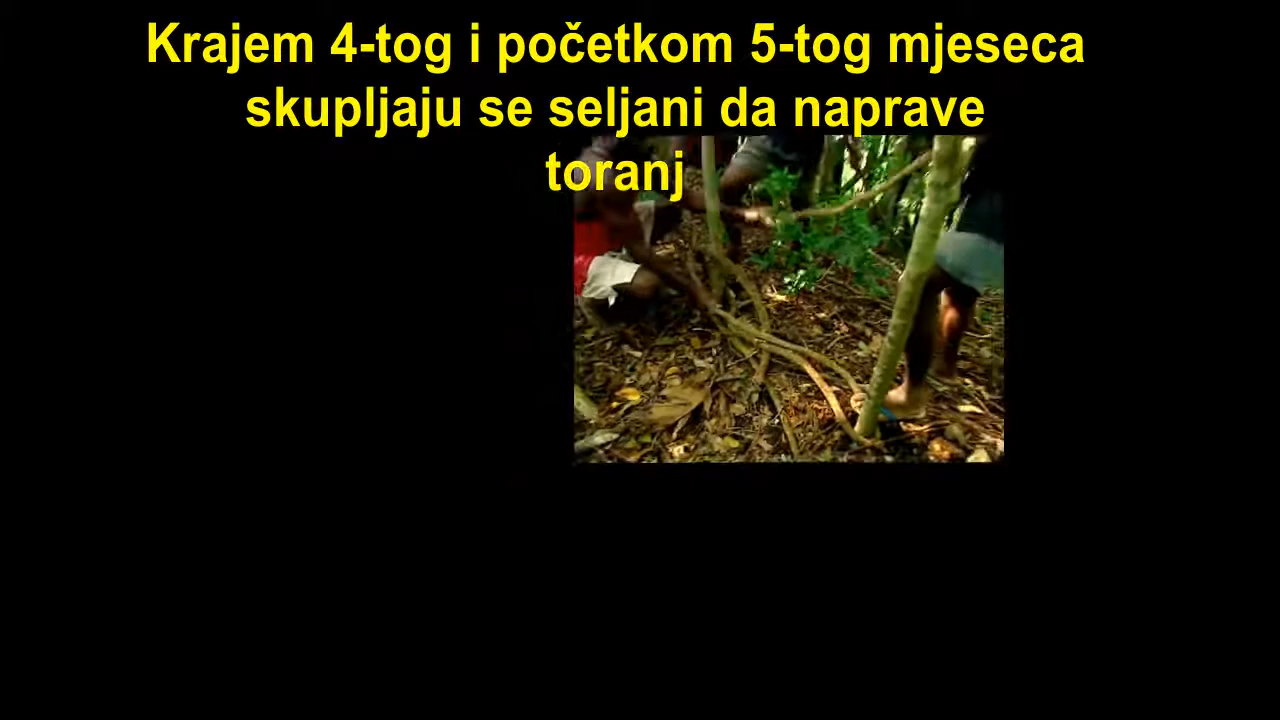 Krajem 4-tog i početkom 5-tog mjeseca
skupljaju se seljani da naprave
toranj